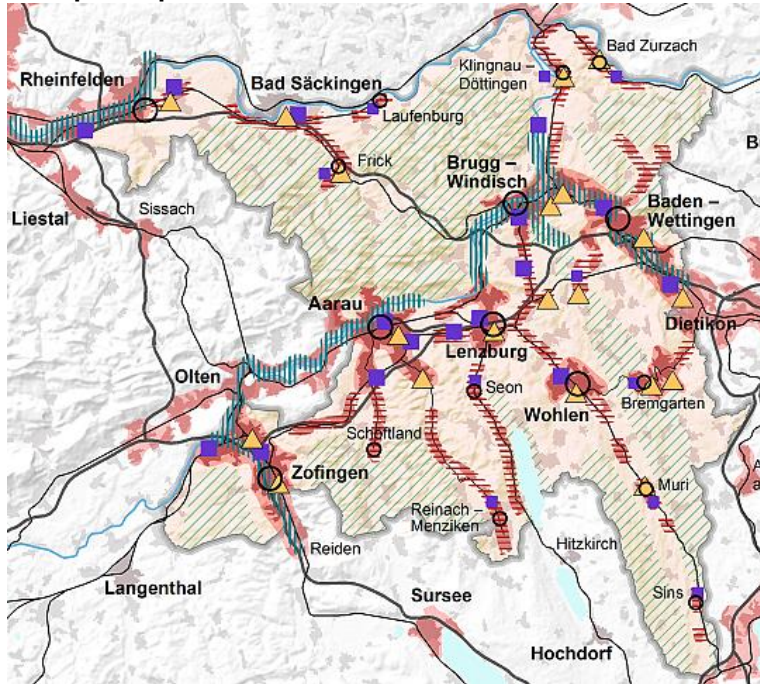 Bad Zurzach
Klingnau –
Döttingen
Rheinfelden
Bad Säckingen
Laufenburg
Frick
Brugg –
Windisch
Baden –
Wettingen
Liestal
Sissach
Aarau
Lenzburg
Dietikon
Olten
Seon
Wohlen
Bremgarten
Schöftland
Zofingen
Muri
Reinach –
Menziken
Reiden
Hitzkirch
Langenthal
Sursee
Sins
Hochdorf